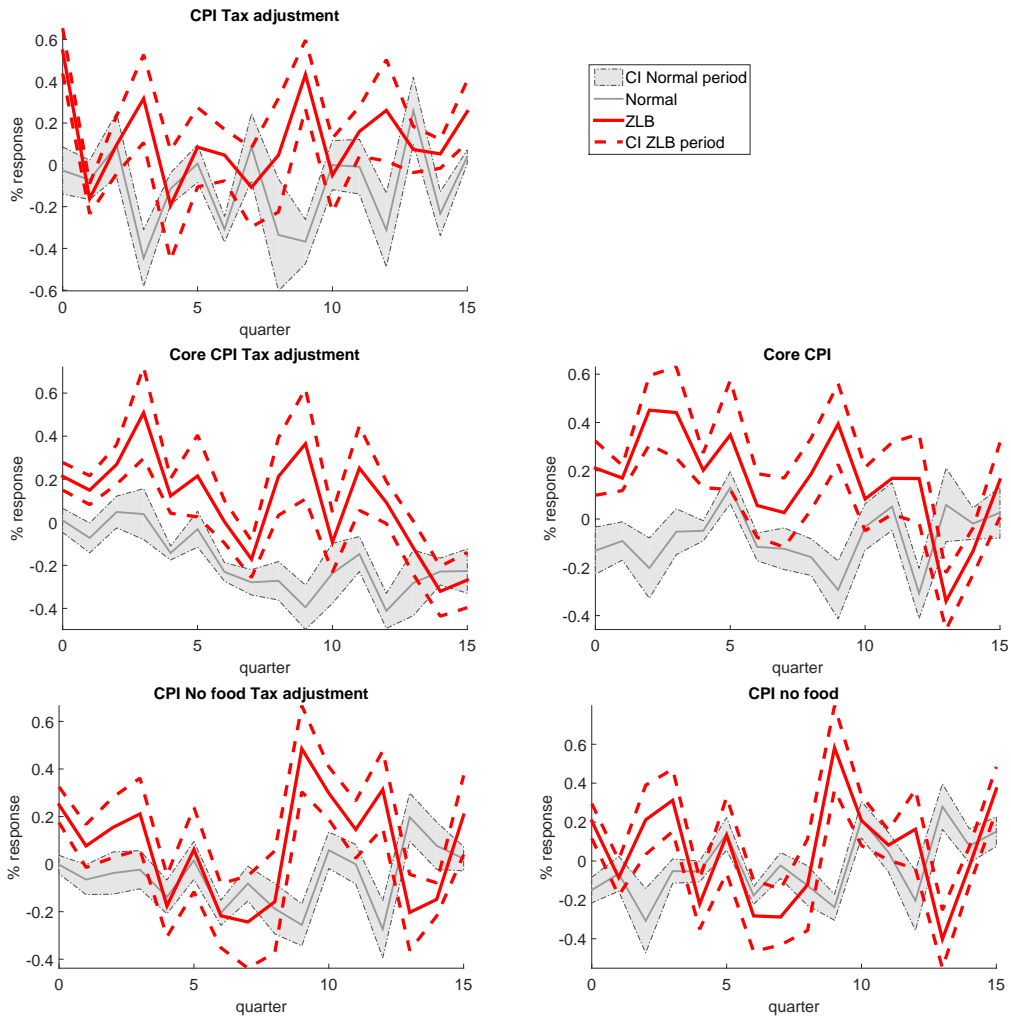 CPI Tax adjustment
% response
0.6
0.4
0.2
0
-0.2
-0.4
-0.6
0 5 10 15
quarter
CI Normal period
Normal
ZLB
CI ZLB period
Core CPI Tax adjustment
% response
0.6
0.4
0.2
0
-0.2
-0.4
0 5 10 15
quarter
Core CPI
% response
0.6
0.4
0.2
0
-0.2
-0.4
0 5 10 15
quarter
CPI No food Tax adjustment
% response
0.6
0.4
0.2
0
-0.2
-0.4
0 5 10 15
quarter
CPI no food
% response
0.6
0.4
0.2
0
-0.2
-0.4
0 5 10 15
quarter